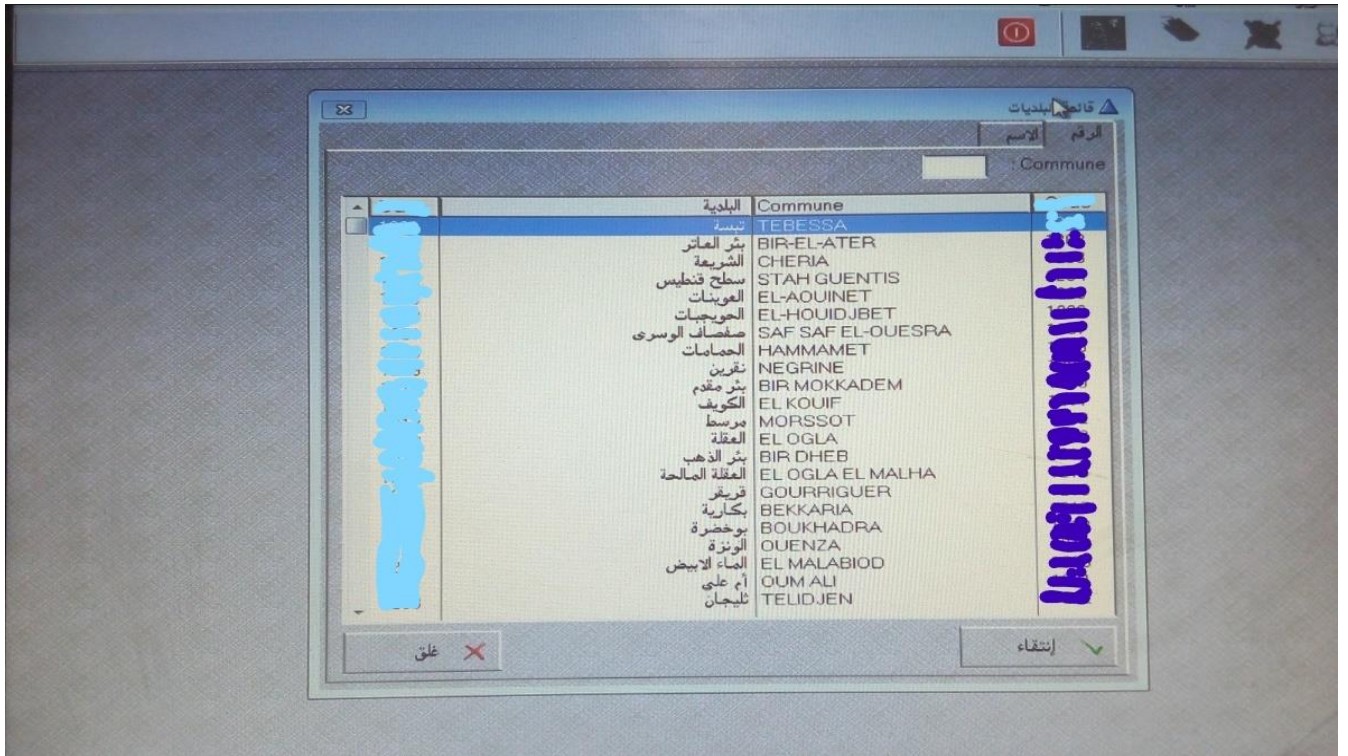 قائمة البلديات
الرقم الاسم
Commune :
Commune البلدية
TEBESSA تبسة
BIR-EL-ATER بئر العاتر
CHERIA الشريعة
STAH GUENTIS سطح قنطيس
EL-AOUINET العوينات
EL-HOUIDJBET الحويجبات
SAF SAF EL-OUESRA صفصاف الوسرى
HAMMAMET الحمامات
NEGRINE نقرين
BIR MOKKADEM بئر مقدم
EL KOUIF الكويف
MORSSOT مرسط
EL OGLA العقلة
BIR DHEB بئر الذهب
EL OGLA EL MALHA العقلة المالحة
GOURRIGUER قريقر
BEKKARIA بكارية
BOUKHADRA بوخضرة
OUENZA الونزة
EL MALABIOD الماء الابيض
OUM ALI أم علي
TELIDJEN ثليجان
إنتقاء غلق